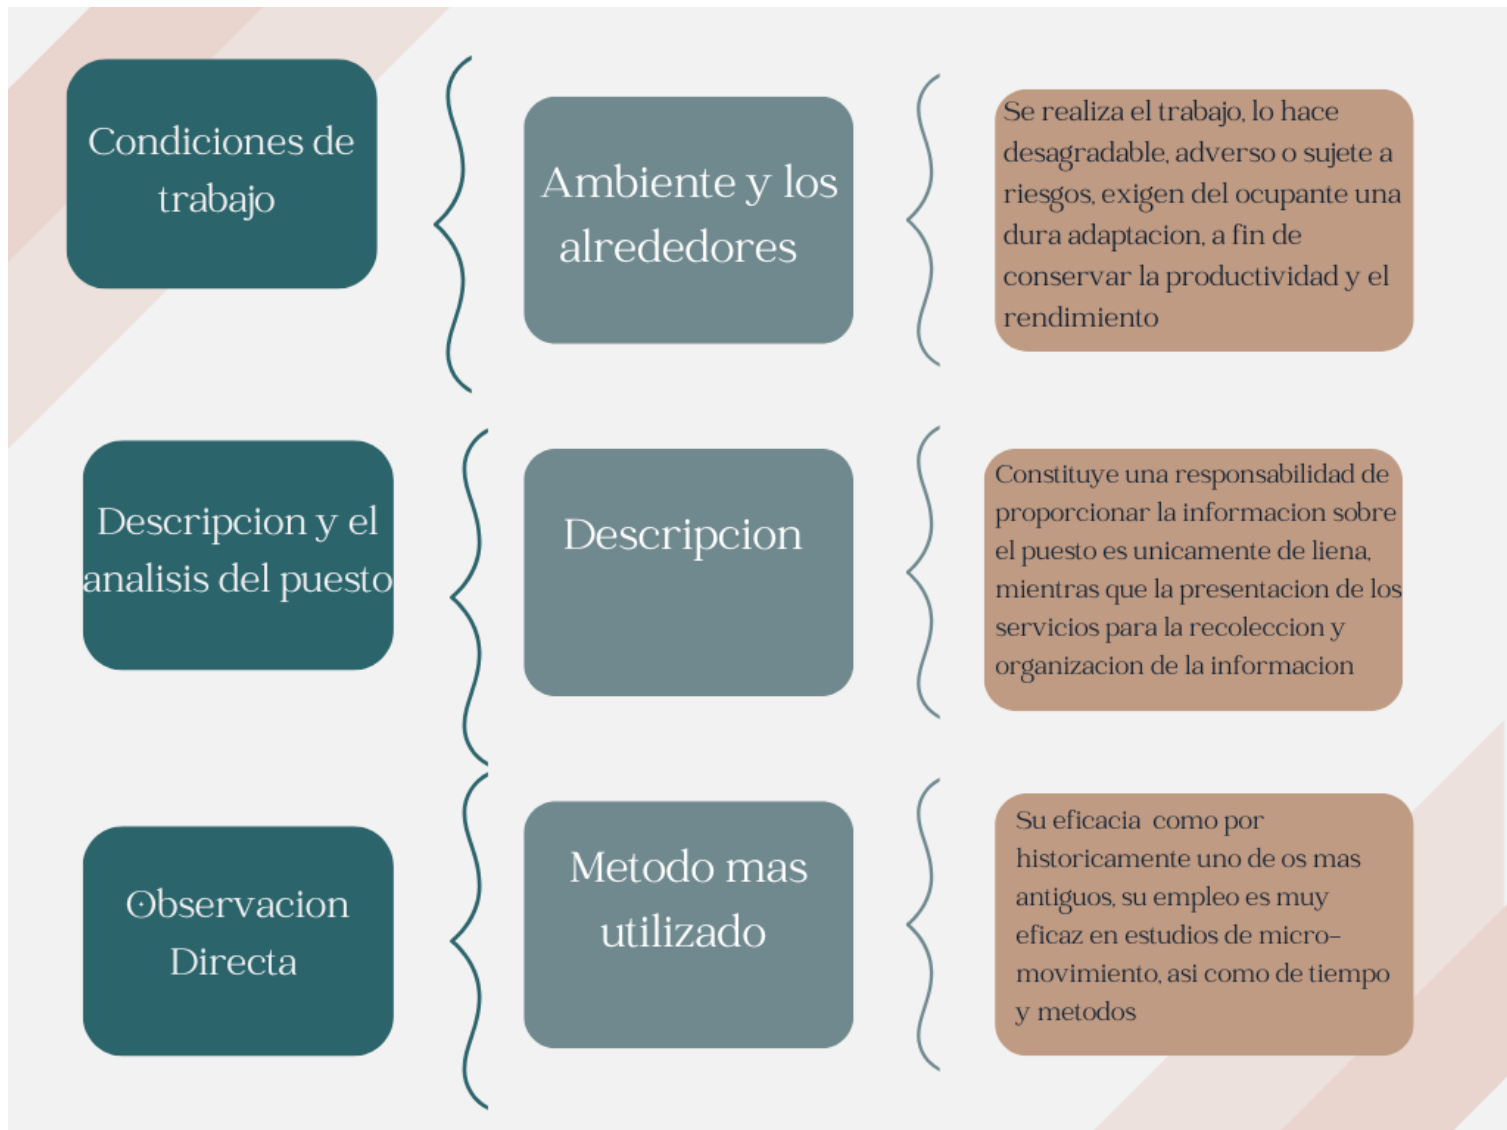 Condiciones de
trabajo
Ambiente y los
alrededores
Se realiza el trabajo, lo hace
desagradable, adverso o sujete a
riesgos, exigen del ocupante una
dura adaptacion, a fin de
conservar la productividad y el
rendimiento
Descripcion y el
analisis del puesto
Descripcion
Constituye una responsabilidad de
proporcionar la informacion sobre
el puesto es unicamente de liena,
mientras que la presentacion de los
servicios para la recoleccion y
organizacion de la informacion
Observacion
Directa
Metodo mas
utilizado
Su eficacia como por
historicamente uno de os mas
antiguos, su empleo es muy
eficaz en estudios de micro-
movimiento, asi como de tiempo
y metodos